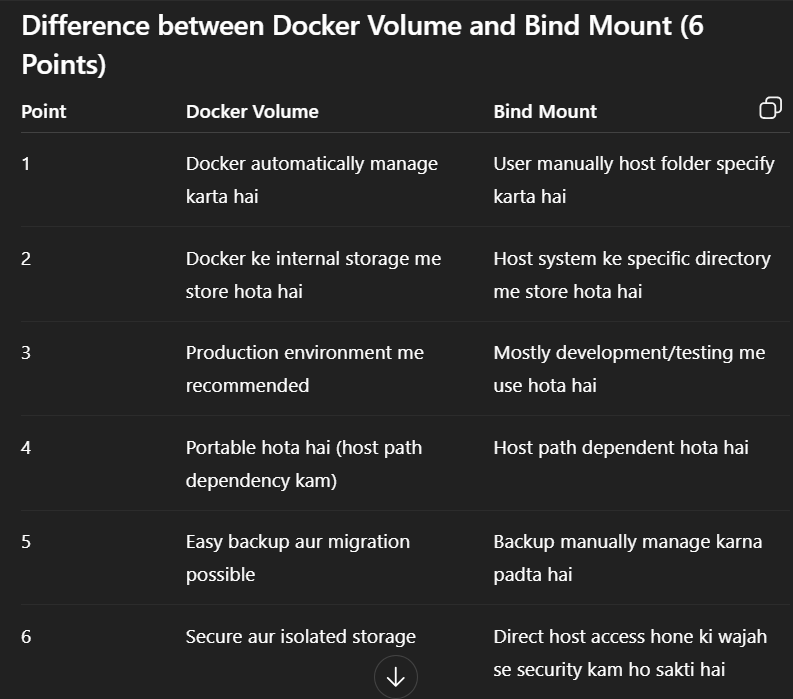 Difference between Docker Volume and Bind Mount (6
Points)
Point Docker Volume Bind Mount
1 Docker automatically manage User manually host folder specify
karta hai karta hai
2 Docker ke internal storage me Host system ke specific directory
store hota hai me store hota hai
3 Production environment me Mostly development/testing me
recommended use hota hai
4 Portable hota hai (host path Host path dependent hota hai
dependency kam)
5 Easy backup aur migration Backup manually manage karna
possible padta hai
6 Secure aur isolated storage Direct host access hone ki wajah
se security kam ho sakti hai